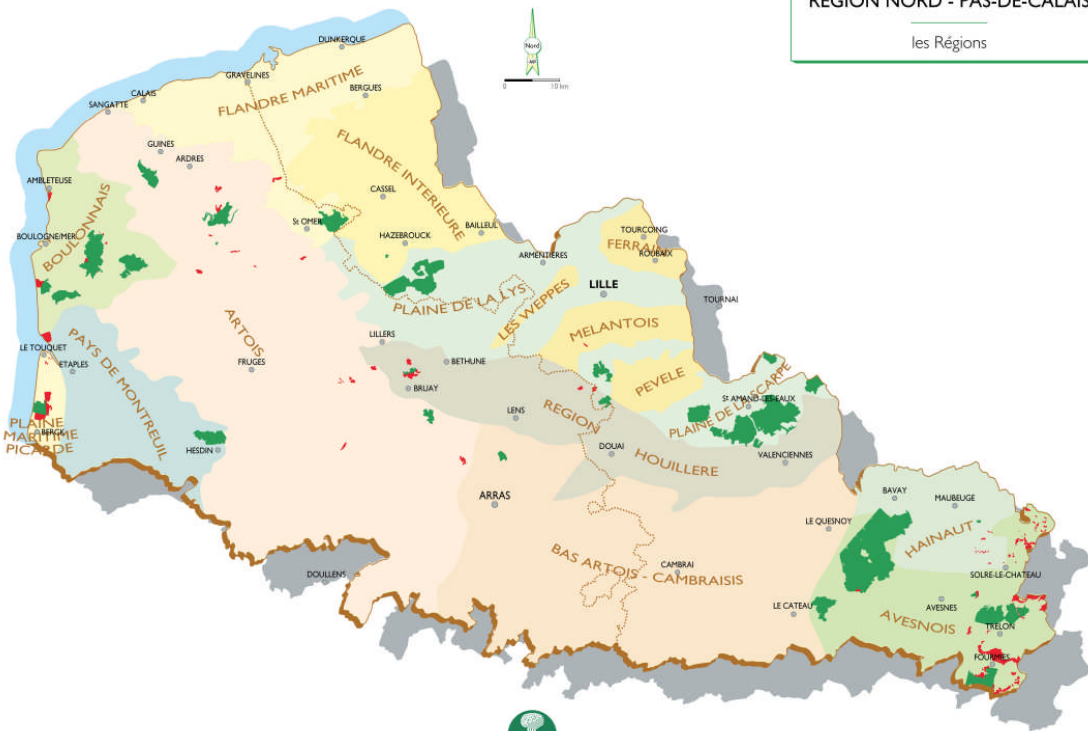 RÉGION NORD - PAS-DE-CALAIS
les Régions
Nord
0 10 km
DUNKERQUE
GRAVELINES
FLANDRE MARITIME
BERGUES
CALAIS
SANGATTE
GUINES
ARDRES
FLANDRE INTERIEURE
CASSEL
AMBLETEUSE
BOULONNAIS
St OMER
BAILLEUL
HAZEBROUCK
TOURCOING
FERRAIN
ROUBAIX
BOULOGNE/MER
ARMENTIÈRES
LILLE
PLAINE DE LA LYS
LES WEPPES
TOURNAI
ARTOIS
MELANTOIS
LILLERS
LE TOUQUET
PAYS DE MONTREUIL
ETAPLES
FRUGES
BETHUNE
BRUAY
PEVELE
PLAINE DE LA SCARPE
St AMAND-LES-EAUX
LENS
REGION
HOUILLERE
PLAINE
MARITIME
PICARDE
BERCK
HESDIN
DOUAI
VALENCIENNES
ARRAS
BAVAY
MAUBEUGE
LE QUESNOY
HAINAUT
BAS ARTOIS - CAMBRAISIS
CAMBRAI
DOULLENS
SOLRE-LE-CHATEAU
LE CATEAU
AVESNES
AVESNOIS
TRELON
FOURMIES